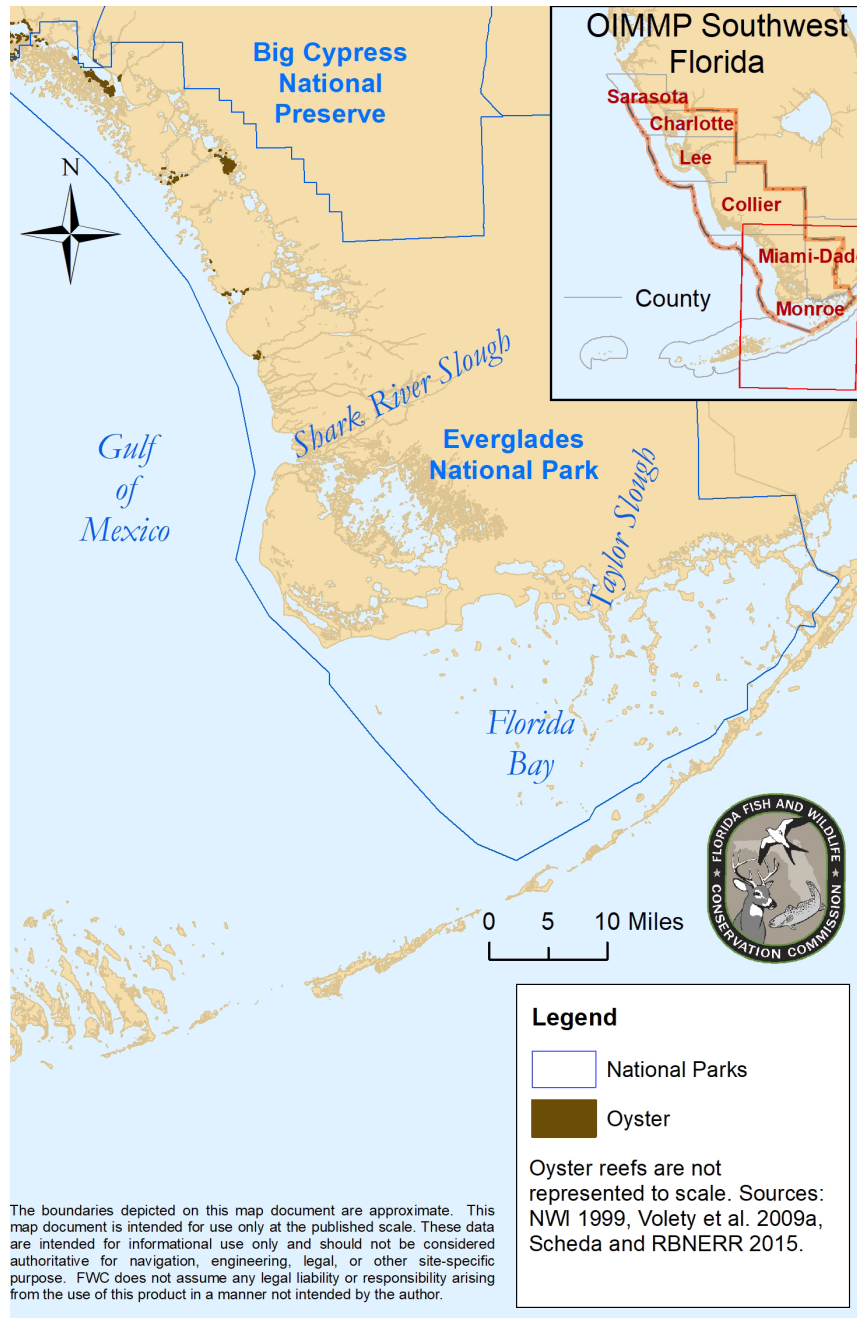 Big Cypress
National
Preserve
OIMMP Southwest
Florida
Sarasota
Charlotte
Lee
Collier
Miami-Dade
Monroe
County
N
Shark River Slough
Everglades
National Park
Taylor Slough
Gulf
of
Mexico
Florida
Bay
FLORIDA FISH AND WILDLIFE
CONSERVATION COMMISSION
0 5 10 Miles
Legend
National Parks
Oyster
Oyster reefs are not
represented to scale. Sources:
NWI 1999, Volety et al. 2009a,
Scheda and RBNERR 2015.
The boundaries depicted on this map document are approximate. This
map document is intended for use only at the published scale. These data
are intended for informational use only and should not be considered
authoritative for navigation, engineering, legal, or other site-specific
purpose. FWC does not assume any legal liability or responsibility arising
from the use of this product in a manner not intended by the author.